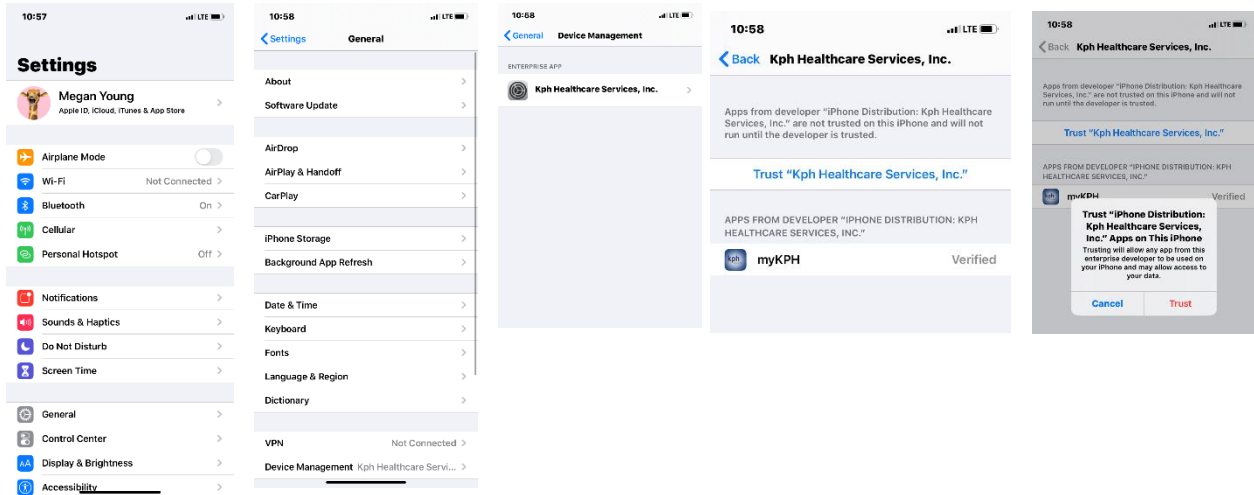 10:57
LTE
Settings
Megan Young
Apple ID, iCloud, iTunes & App Store
Airplane Mode
Wi-Fi Not Connected
Bluetooth On
Cellular
Personal Hotspot Off
Notifications
Sounds & Haptics
Do Not Disturb
Screen Time
General
Control Center
AA Display & Brightness
Accessibility
10:58
LTE
Settings General
About
Software Update
AirDrop
AirPlay & Handoff
CarPlay
iPhone Storage
Background App Refresh
Date & Time
Keyboard
Fonts
Language & Region
Dictionary
VPN Not Connected
Device Management Kph Healthcare Servi...
10:58
LTE
General Device Management
ENTERPRISE APP
Kph Healthcare Services, Inc.
10:58
LTE
Back Kph Healthcare Services, Inc.
Apps from developer "iPhone Distribution: Kph Healthcare
Services, Inc." are not trusted on this iPhone and will not
run until the developer is trusted.
Trust "Kph Healthcare Services, Inc."
APPS FROM DEVELOPER "IPHONE DISTRIBUTION: KPH
HEALTHCARE SERVICES, INC."
kph myKPH Verified
10:58
LTE
Back Kph Healthcare Services, Inc.
Apps from developer "iPhone Distribution: Kph Healthcare
Services, Inc." are not trusted on this iPhone and will not
run until the developer is trusted.
Trust "Kph Healthcare Services, Inc."
APPS FROM DEVELOPER "IPHONE DISTRIBUTION: KPH
HEALTHCARE SERVICES, INC."
myKPH Verified
Trust "iPhone Distribution:
Kph Healthcare Services,
Inc." Apps on This iPhone
Trusting will allow any app from this
enterprise developer to be used on
your iPhone and may allow access to
your data.
Cancel Trust